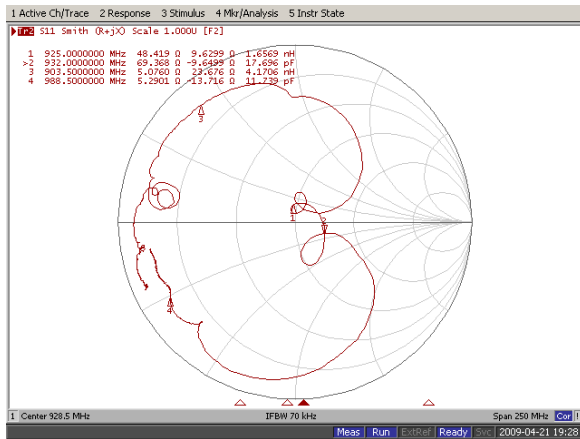 1 Active Ch/Trace 2 Response 3 Stimulus 4 Mkr/Analysis 5 Instr State
Tr2 S11 Smith (R+jX) Scale 1.000U [F2]
1 925.0000000 MHz 48.419 Ω 9.6299 Ω 1.6569 nH
>2 932.0000000 MHz 69.368 Ω -9.6499 Ω 17.696 pF
3 903.5000000 MHz 5.0760 Ω 23.676 Ω 4.1706 nH
4 988.5000000 MHz 5.2901 Ω -13.716 Ω 11.739 pF
3
1
2
4
1 Center 928.5 MHz IFBW 70 kHz Span 250 MHz Cor !
Meas Run ExtRef Ready Svc 2009-04-21 19:28